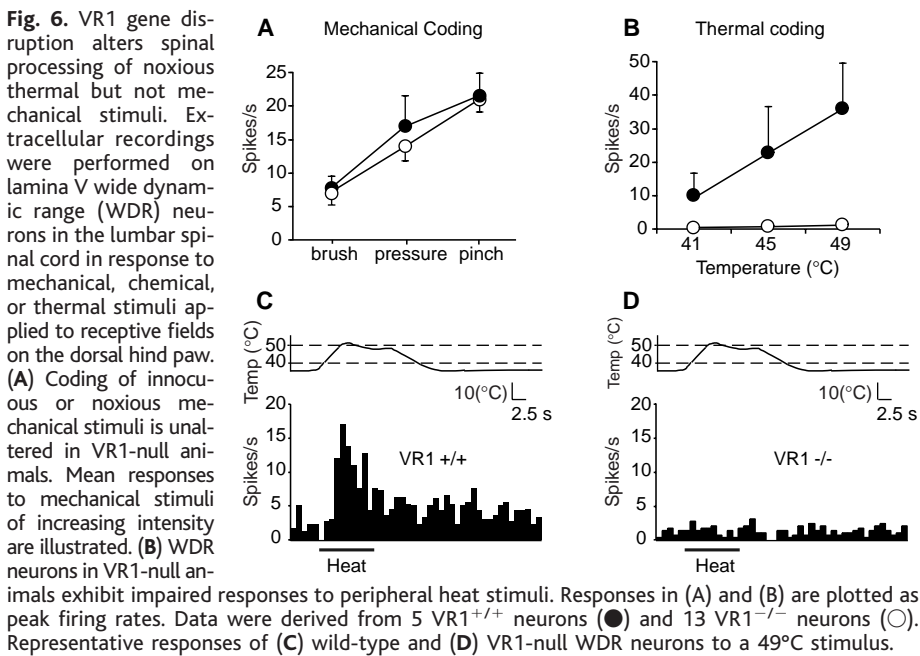 Fig. 6. VR1 gene dis-
ruption alters spinal
processing of noxious
thermal but not me-
chanical stimuli. Ex-
tracellular recordings
were performed on
lamina V wide dynam-
ic range (WDR) neu-
rons in the lumbar spi-
nal cord in response to
mechanical, chemical,
or thermal stimuli ap-
plied to receptive fields
on the dorsal hind paw.
(A) Coding of innocu-
ous or noxious me-
chanical stimuli is unal-
tered in VR1-null ani-
mals. Mean responses
to mechanical stimuli
of increasing intensity
are illustrated. (B) WDR
neurons in VR1-null an-
imals exhibit impaired responses to peripheral heat stimuli. Responses in (A) and (B) are plotted as
peak firing rates. Data were derived from 5 VR1+/+ neurons (●) and 13 VR1−/− neurons (○).
Representative responses of (C) wild-type and (D) VR1-null WDR neurons to a 49°C stimulus.
A
Mechanical Coding
Spikes/s
25
20
15
10
5
0
brush pressure pinch
B
Thermal coding
Spikes/s
50
40
30
20
10
0
41 45 49
Temperature (°C)
C
Temp (°C)
50
40
10(°C)
2.5 s
Spikes/s
20
15
10
5
0
VR1 +/+
Heat
D
Temp (°C)
50
40
10(°C)
2.5 s
Spikes/s
20
15
10
5
0
VR1 -/-
Heat